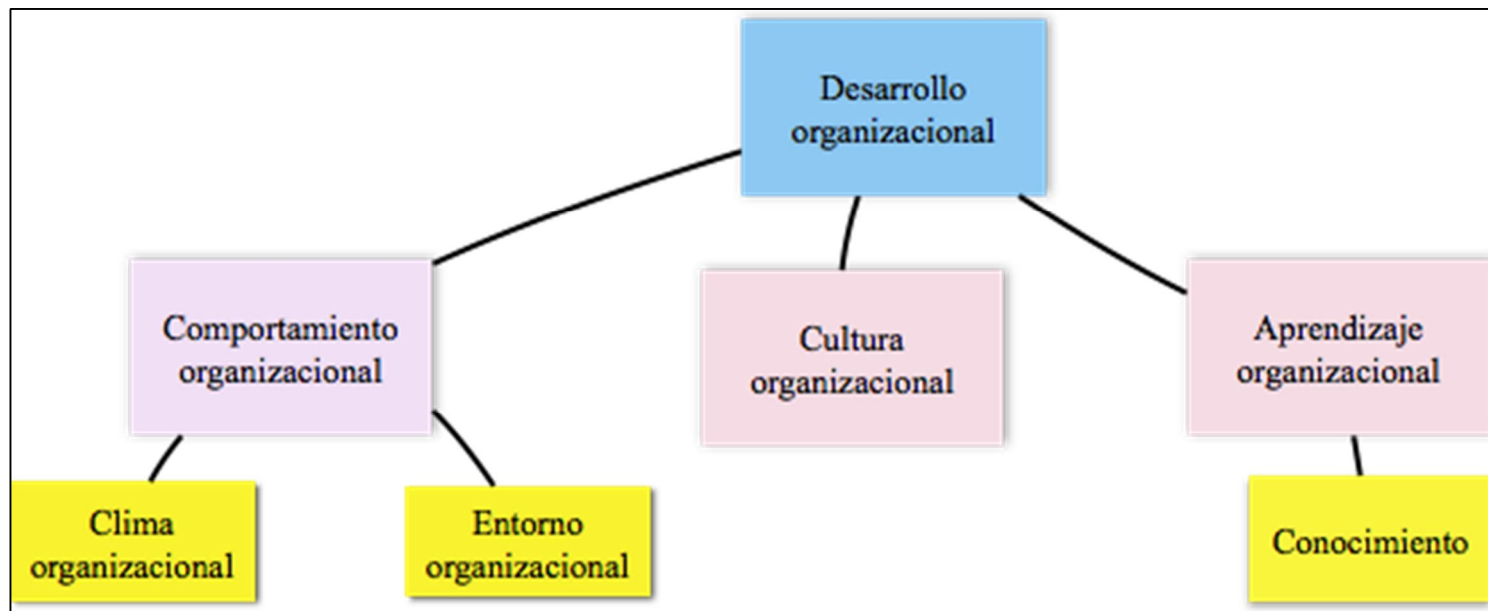 Desarrollo
organizacional
Comportamiento
organizacional
Cultura
organizacional
Aprendizaje
organizacional
Clima
organizacional
Entorno
organizacional
Conocimiento